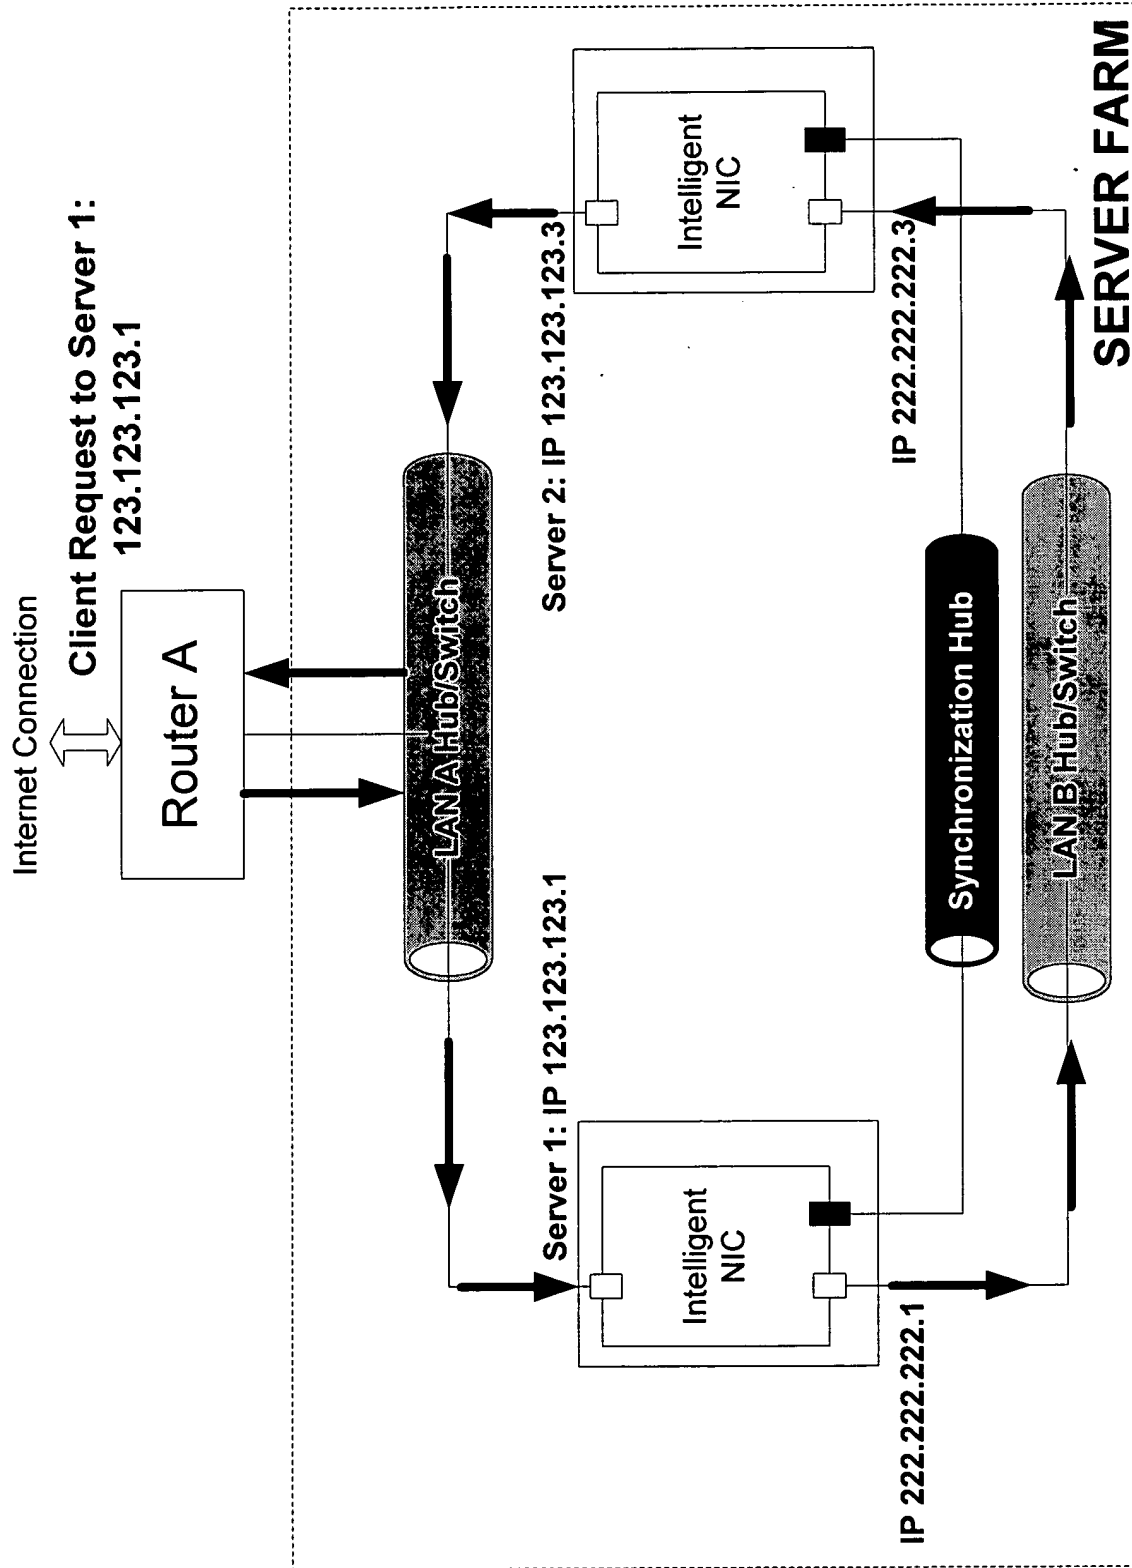 Internet Connection
Client Request to Server 1:
123.123.123.1
Router A
LAN A Hub/Switch
Server 1: IP 123.123.123.1
Server 2: IP 123.123.123.3
Intelligent
NIC
Intelligent
NIC
IP 222.222.222.1
IP 222.222.222.3
Synchronization Hub
LAN B Hub/Switch
SERVER FARM